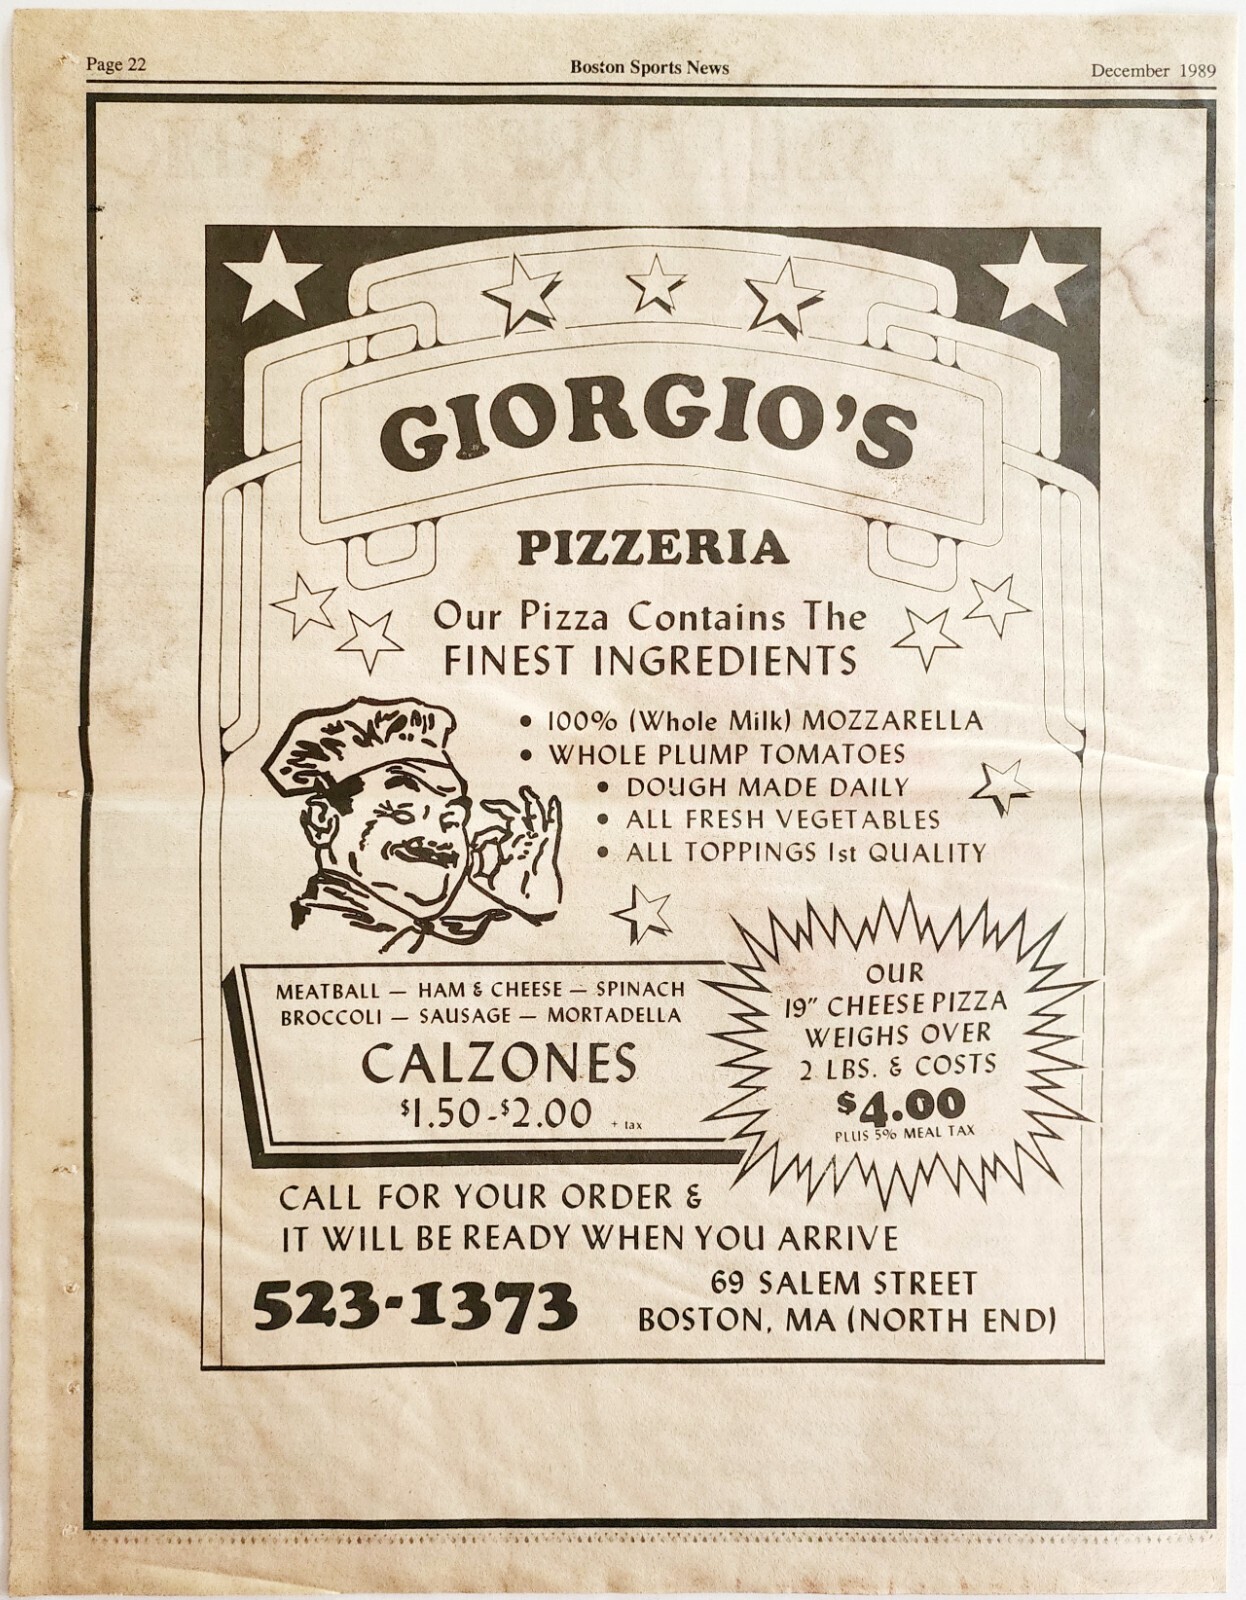 Page 22
Boston Sports News
December 1989
GIORGIO'S
PIZZERIA
Our Pizza Contains The
FINEST INGREDIENTS
• 100% (Whole Milk) MOZZARELLA
• WHOLE PLUMP TOMATOES
• DOUGH MADE DAILY
• ALL FRESH VEGETABLES
• ALL TOPPINGS 1st QUALITY
MEATBALL — HAM & CHEESE — SPINACH
BROCCOLI — SAUSAGE — MORTADELLA
CALZONES
$1.50-$2.00 + tax
OUR
19" CHEESE PIZZA
WEIGHS OVER
2 LBS. & COSTS
$4.00
PLUS 5% MEAL TAX
CALL FOR YOUR ORDER &
IT WILL BE READY WHEN YOU ARRIVE
523-1373
69 SALEM STREET
BOSTON, MA (NORTH END)